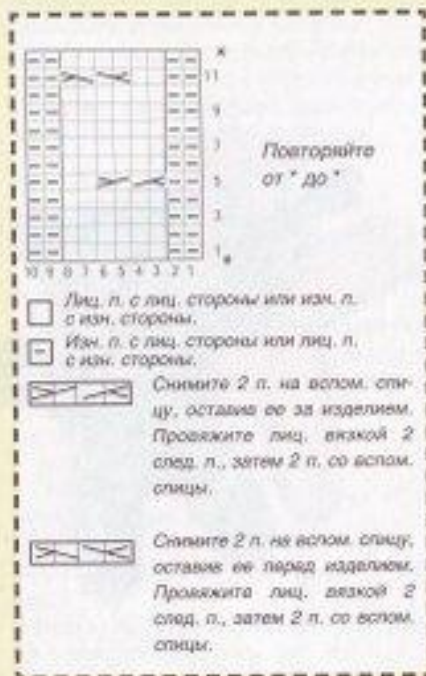 *
11
9
7
Повторяйте
5
от * до *
3
1 *
10 9 8 7 6 5 4 3 2 1
Лиц. п. с лиц. стороны или изн. п.
с изн. стороны.
Изн. п. с лиц. стороны или лиц. п.
с изн. стороны.
Снимите 2 п. на вспом. спи-
цу, оставив ее за изделием.
Провяжите лиц. вязкой 2
след. п., затем 2 п. со вспом.
спицы.
Снимите 2 п. на вспом. спицу,
оставив ее перед изделием.
Провяжите лиц. вязкой 2
след. п., затем 2 п. со вспом.
спицы.